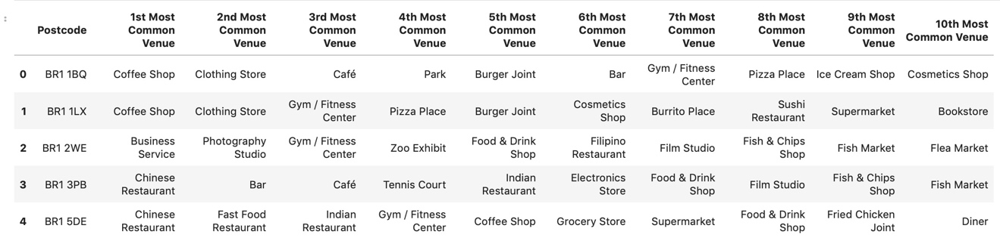 Postcode 1st Most Common Venue 2nd Most Common Venue 3rd Most Common Venue 4th Most Common Venue 5th Most Common Venue 6th Most Common Venue 7th Most Common Venue 8th Most Common Venue 9th Most Common Venue 10th Most Common Venue
0 BR1 1BQ Coffee Shop Clothing Store Café Park Burger Joint Bar Gym / Fitness Center Pizza Place Ice Cream Shop Cosmetics Shop
1 BR1 1LX Coffee Shop Clothing Store Gym / Fitness Center Pizza Place Burger Joint Cosmetics Shop Burrito Place Sushi Restaurant Supermarket Bookstore
2 BR1 2WE Business Service Photography Studio Gym / Fitness Center Zoo Exhibit Food & Drink Shop Filipino Restaurant Film Studio Fish & Chips Shop Fish Market Flea Market
3 BR1 3PB Chinese Restaurant Bar Café Tennis Court Indian Restaurant Electronics Store Food & Drink Shop Film Studio Fish & Chips Shop Fish Market
4 BR1 5DE Chinese Restaurant Fast Food Restaurant Indian Restaurant Gym / Fitness Center Coffee Shop Grocery Store Supermarket Food & Drink Shop Fried Chicken Joint Diner